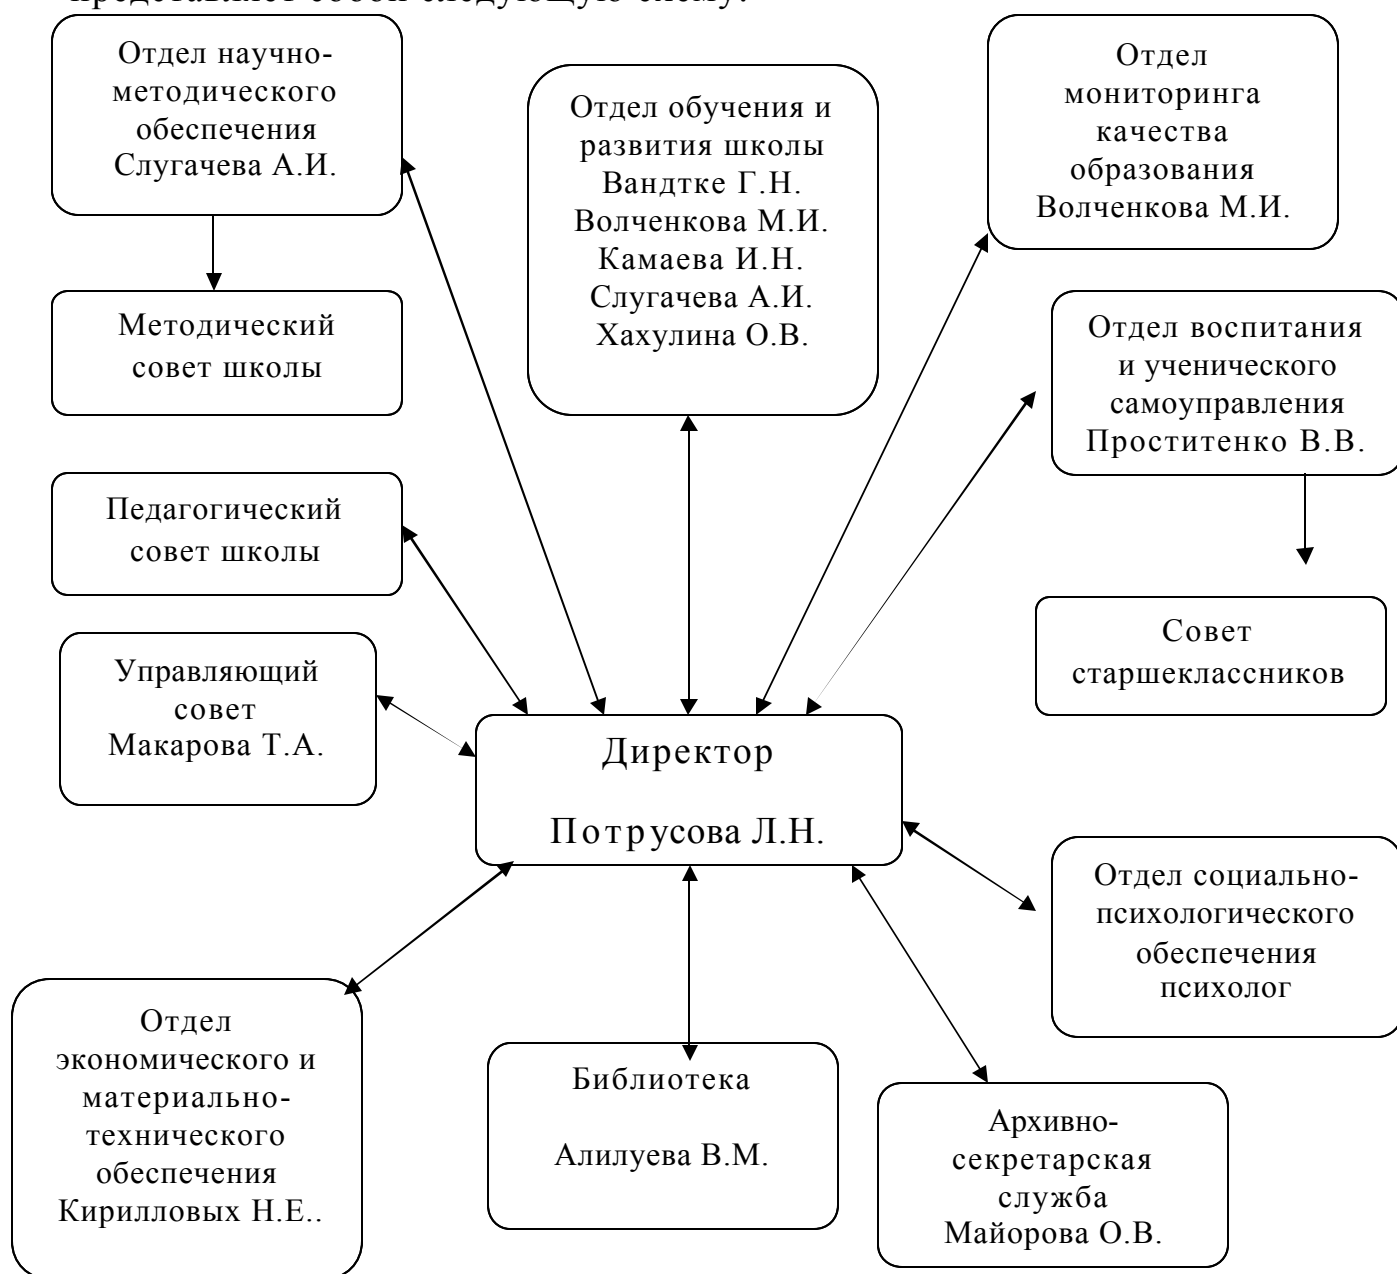 представляет собой следующую схему:
Отдел научно-
методического
обеспечения
Слугачева А.И.
Отдел обучения и
развития школы
Вандтке Г.Н.
Волченкова М.И.
Камаева И.Н.
Слугачева А.И.
Хахулина О.В.
Отдел
мониторинга
качества
образования
Волченкова М.И.
Методический
совет школы
Отдел воспитания
и ученического
самоуправления
Проститенко В.В.
Педагогический
совет школы
Совет
старшеклассников
Управляющий
совет
Макарова Т.А.
Директор
Потрусова Л.Н.
Отдел социально-
психологического
обеспечения
психолог
Отдел
экономического и
материально-
технического
обеспечения
Кирилловых Н.Е..
Библиотека
Алилуева В.М.
Архивно-
секретарская
служба
Майорова О.В.